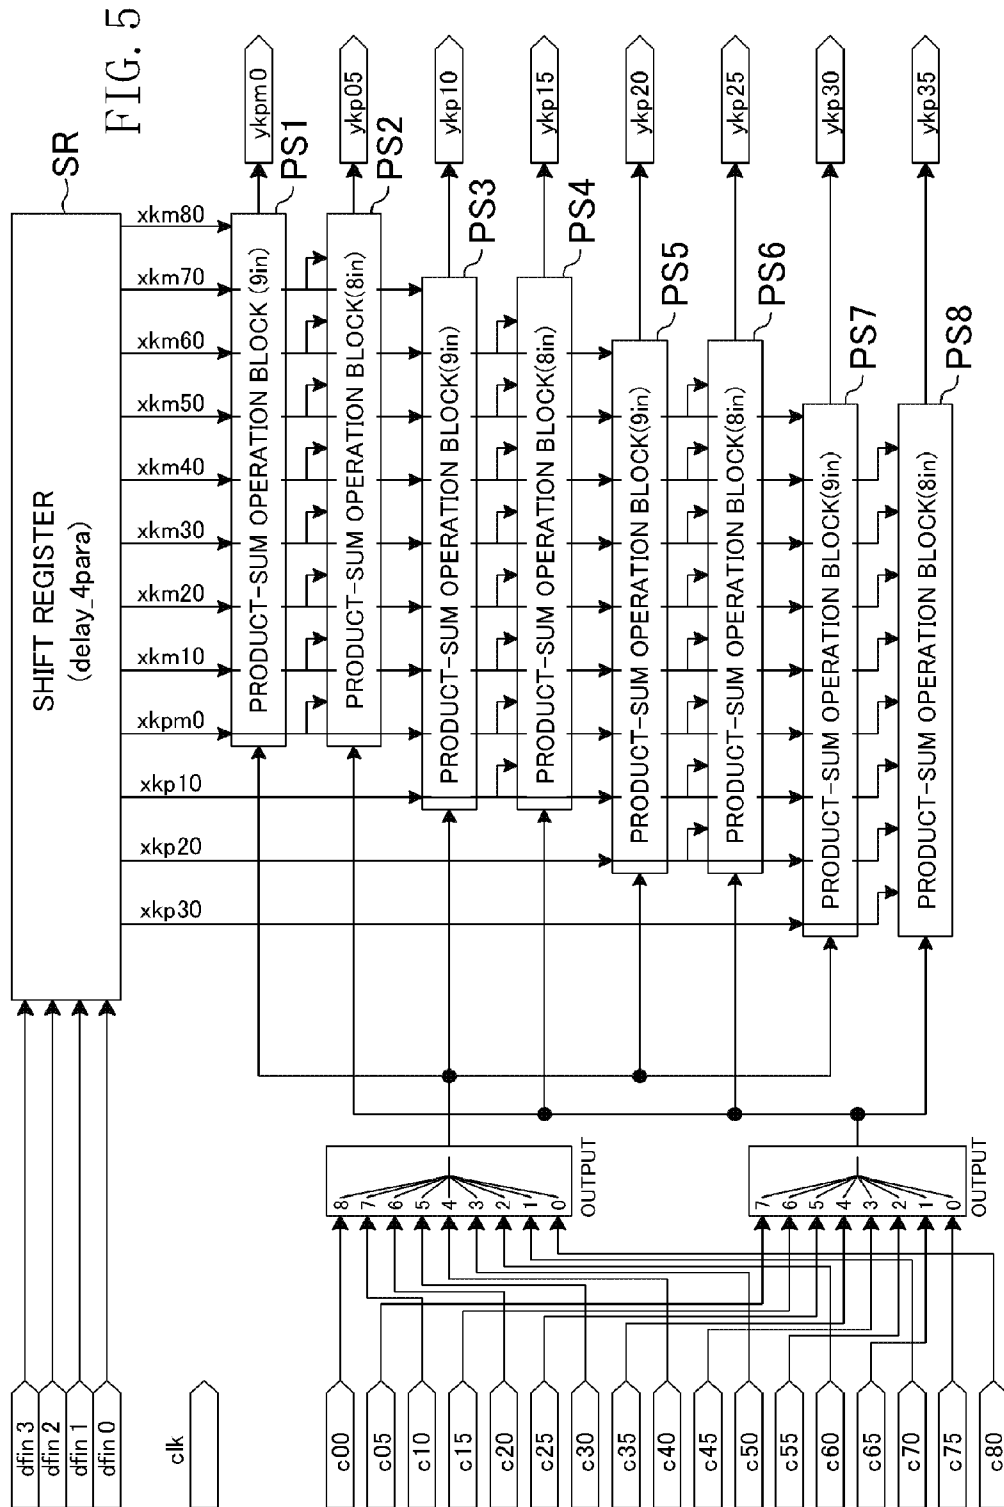 FIG. 5
SR
SHIFT REGISTER
(delay_4para)
dfin 3
dfin 2
dfin 1
dfin 0
clk
xkm80
xkm70
xkm60
xkm50
xkm40
xkm30
xkm20
xkm10
xkpm0
xkp10
xkp20
xkp30
PRODUCT-SUM OPERATION BLOCK (9in)
PS1
ykpm0
PRODUCT-SUM OPERATION BLOCK(8in)
PS2
ykp05
PRODUCT-SUM OPERATION BLOCK(9in)
PS3
ykp10
PRODUCT-SUM OPERATION BLOCK(8in)
PS4
ykp15
PRODUCT-SUM OPERATION BLOCK(9in)
PS5
ykp20
PRODUCT-SUM OPERATION BLOCK(8in)
PS6
ykp25
PRODUCT-SUM OPERATION BLOCK(9in)
PS7
ykp30
PRODUCT-SUM OPERATION BLOCK(8in)
PS8
ykp35
8
7
6
5
4
3
2
1
0
OUTPUT
7
6
5
4
3
2
1
0
OUTPUT
c00
c05
c10
c15
c20
c25
c30
c35
c40
c45
c50
c55
c60
c65
c70
c75
c80